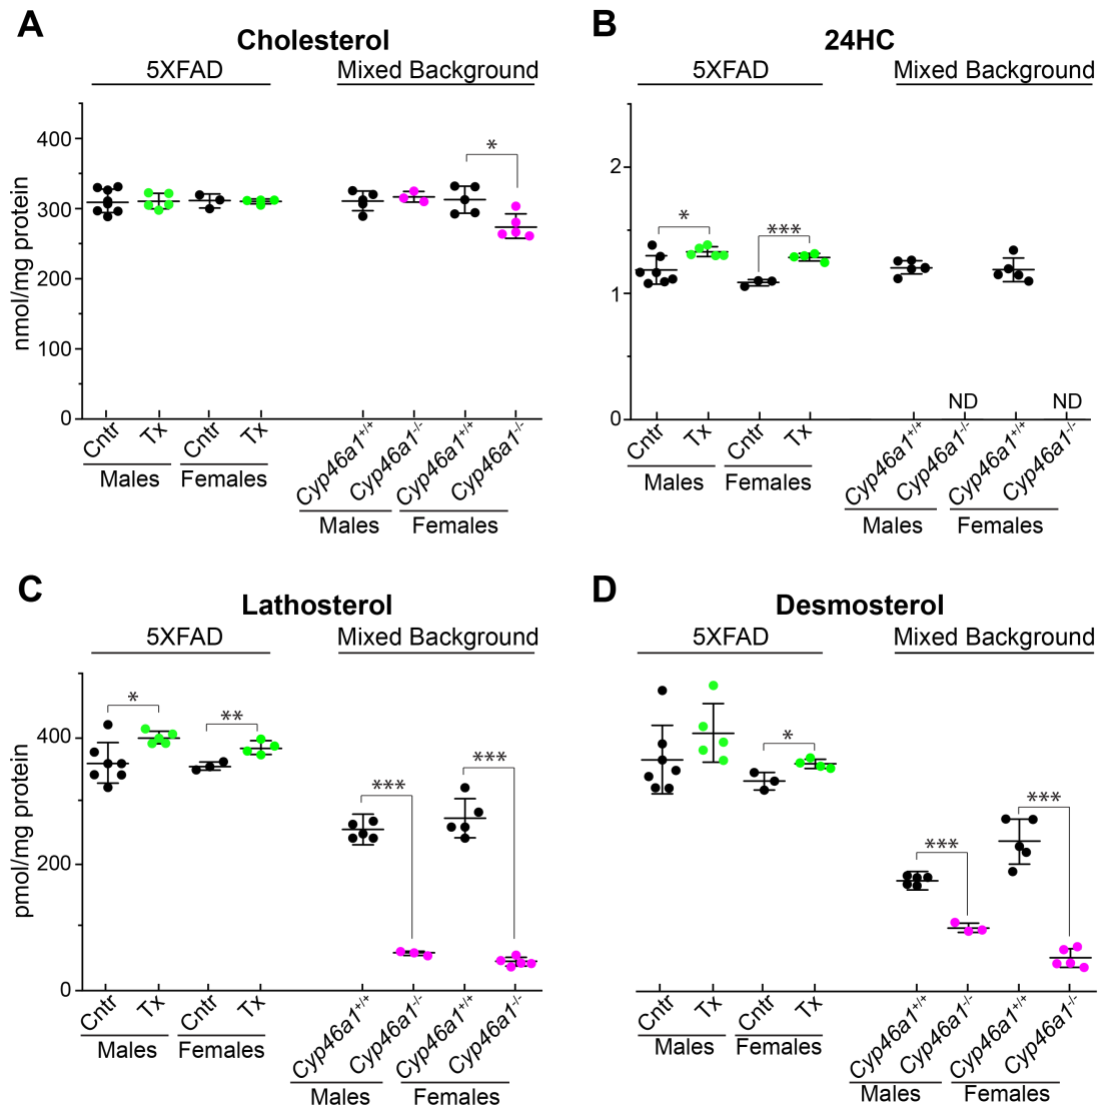 A
Cholesterol
5XFAD
Mixed Background
nmol/mg protein
400
300
200
100
0
*
Cntr
Tx
Cntr
Tx
Cyp46a1+/+
Cyp46a1-/-
Cyp46a1+/+
Cyp46a1-/-
Males
Females
Males
Females
B
24HC
5XFAD
Mixed Background
2
1
0
*
***
ND
ND
Cntr
Tx
Cntr
Tx
Cyp46a1+/+
Cyp46a1-/-
Cyp46a1+/+
Cyp46a1-/-
Males
Females
Males
Females
C
Lathosterol
5XFAD
Mixed Background
pmol/mg protein
400
200
0
*
**
***
***
Cntr
Tx
Cntr
Tx
Cyp46a1+/+
Cyp46a1-/-
Cyp46a1+/+
Cyp46a1-/-
Males
Females
Males
Females
D
Desmosterol
5XFAD
Mixed Background
*
***
***
Cntr
Tx
Cntr
Tx
Cyp46a1+/+
Cyp46a1-/-
Cyp46a1+/+
Cyp46a1-/-
Males
Females
Males
Females